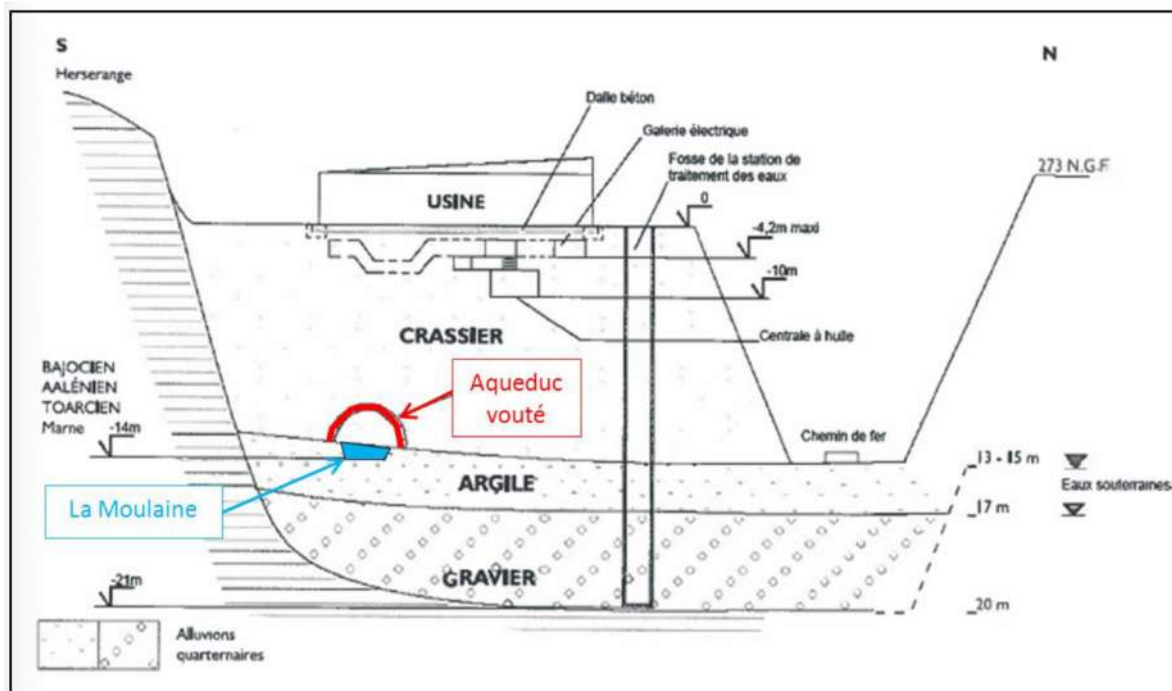 S
Herserange
N
Dalle béton
Galerie électrique
Fosse de la station de
traitement des eaux
273 N.G.F.
USINE
0
-4,2m maxi
-10m
CRASSIER
Centrale à huile
BAJOCIEN
AALÉNIEN
TOARCIEN
Marne
-14m
Aqueduc
vouté
Chemin de fer
13 - 15 m
Eaux souterraines
ARGILE
La Moulaine
17 m
GRAVIER
-21m
20 m
Alluvions
quarternaires